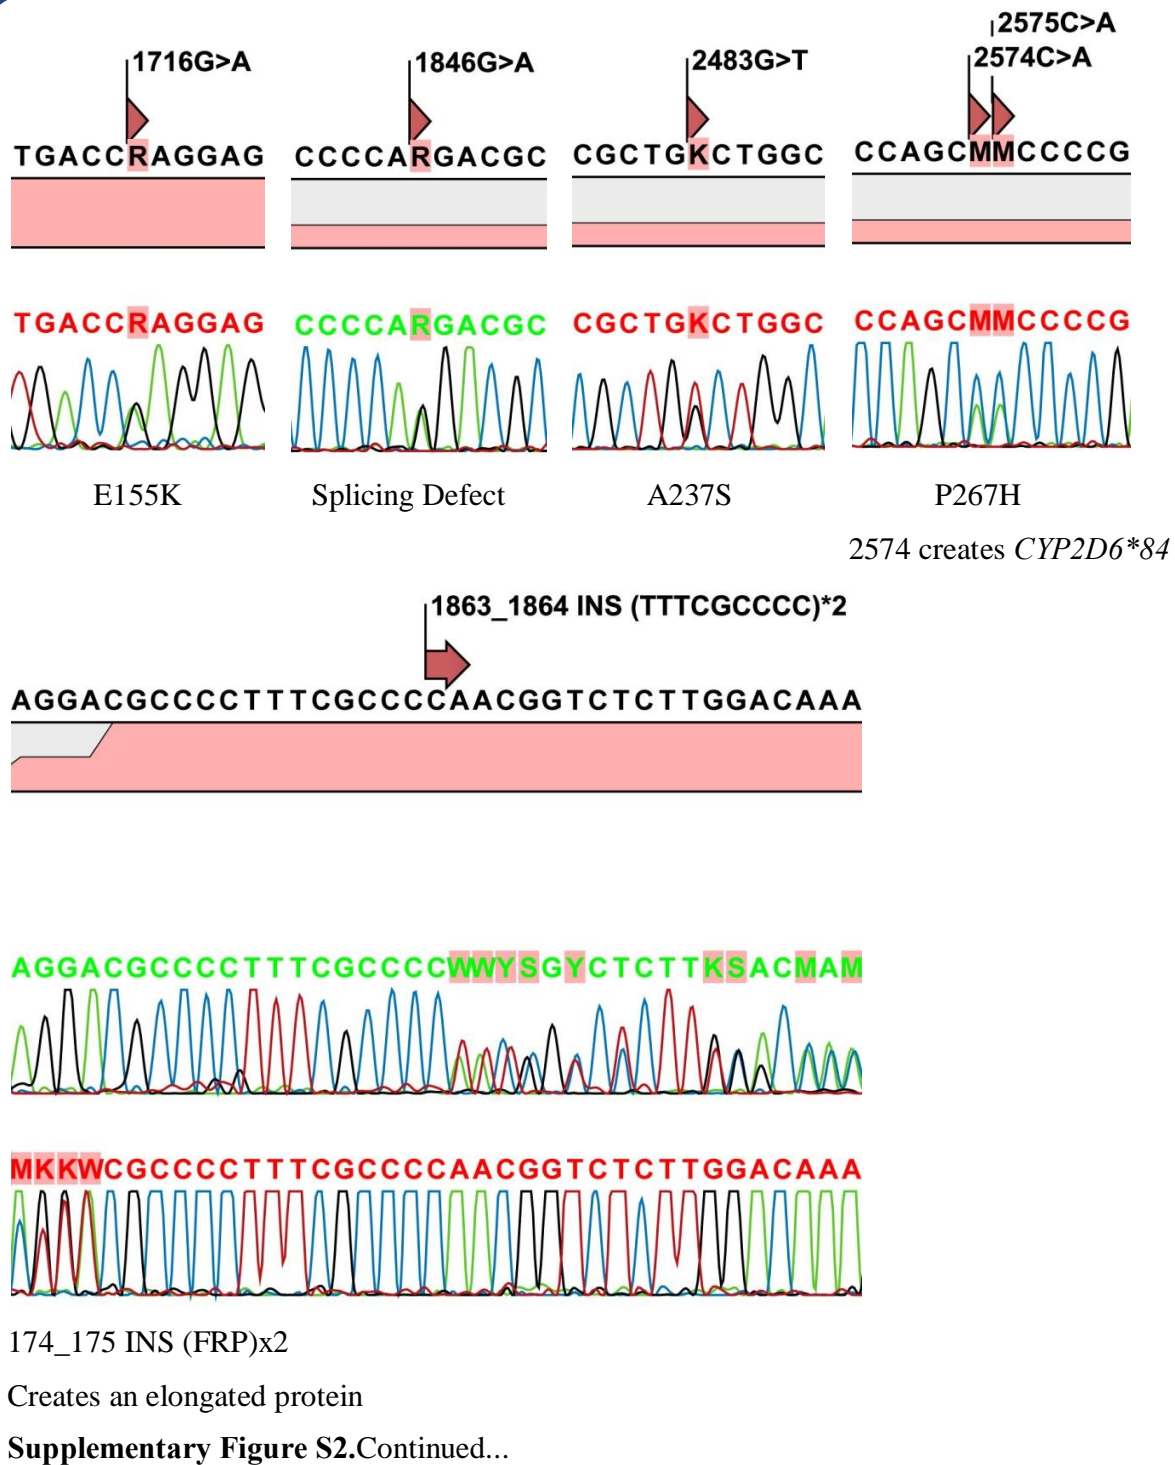 1716G>A
1846G>A
2483G>T
2575C>A
2574C>A
TGACCRAGGAG
CCCCARGACGC
CGCTGKCTGGC
CCAGCMMCCCCG
TGACCRAGGAG
CCCCARGACGC
CGCTGKCTGGC
CCAGCMMCCCCG
E155K
Splicing Defect
A237S
P267H
2574 creates CYP2D6*84
1863_1864 INS (TTTCGCCCC)*2
AGGACGCCCCTTTCGCCCCCAACGGTCTCTTGGACAAA
AGGACGCCCCTTTCGCCCCWWYSGYCTCTTKSACMAM
MKKWCGCCCCTTTCGCCCCAACGGTCTCTTGGACAAA
174_175 INS (FRP)x2
Creates an elongated protein
Supplementary Figure S2.Continued...